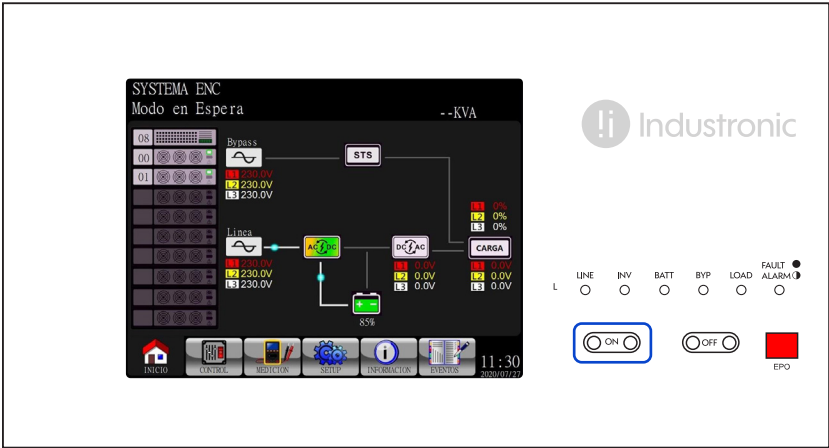 SYSTEMA ENC
Modo en Espera
--KVA
08
00
01
Bypass
L1 230.0V
L2 230.0V
L3 230.0V
STS
L1 0%
L2 0%
L3 0%
Linea
L1 230.0V
L2 230.0V
L3 230.0V
AC DC
DC AC
L1 0.0V
L2 0.0V
L3 0.0V
CARGA
L1 0.0V
L2 0.0V
L3 0.0V
85%
INICIO
CONTROL
MEDICION
SETUP
INFORMACION
EVENTOS
11:30
2020/07/27
Industronic
L
LINE
INV
BATT
BYP
LOAD
FAULT
ALARM
ON
OFF
EPO